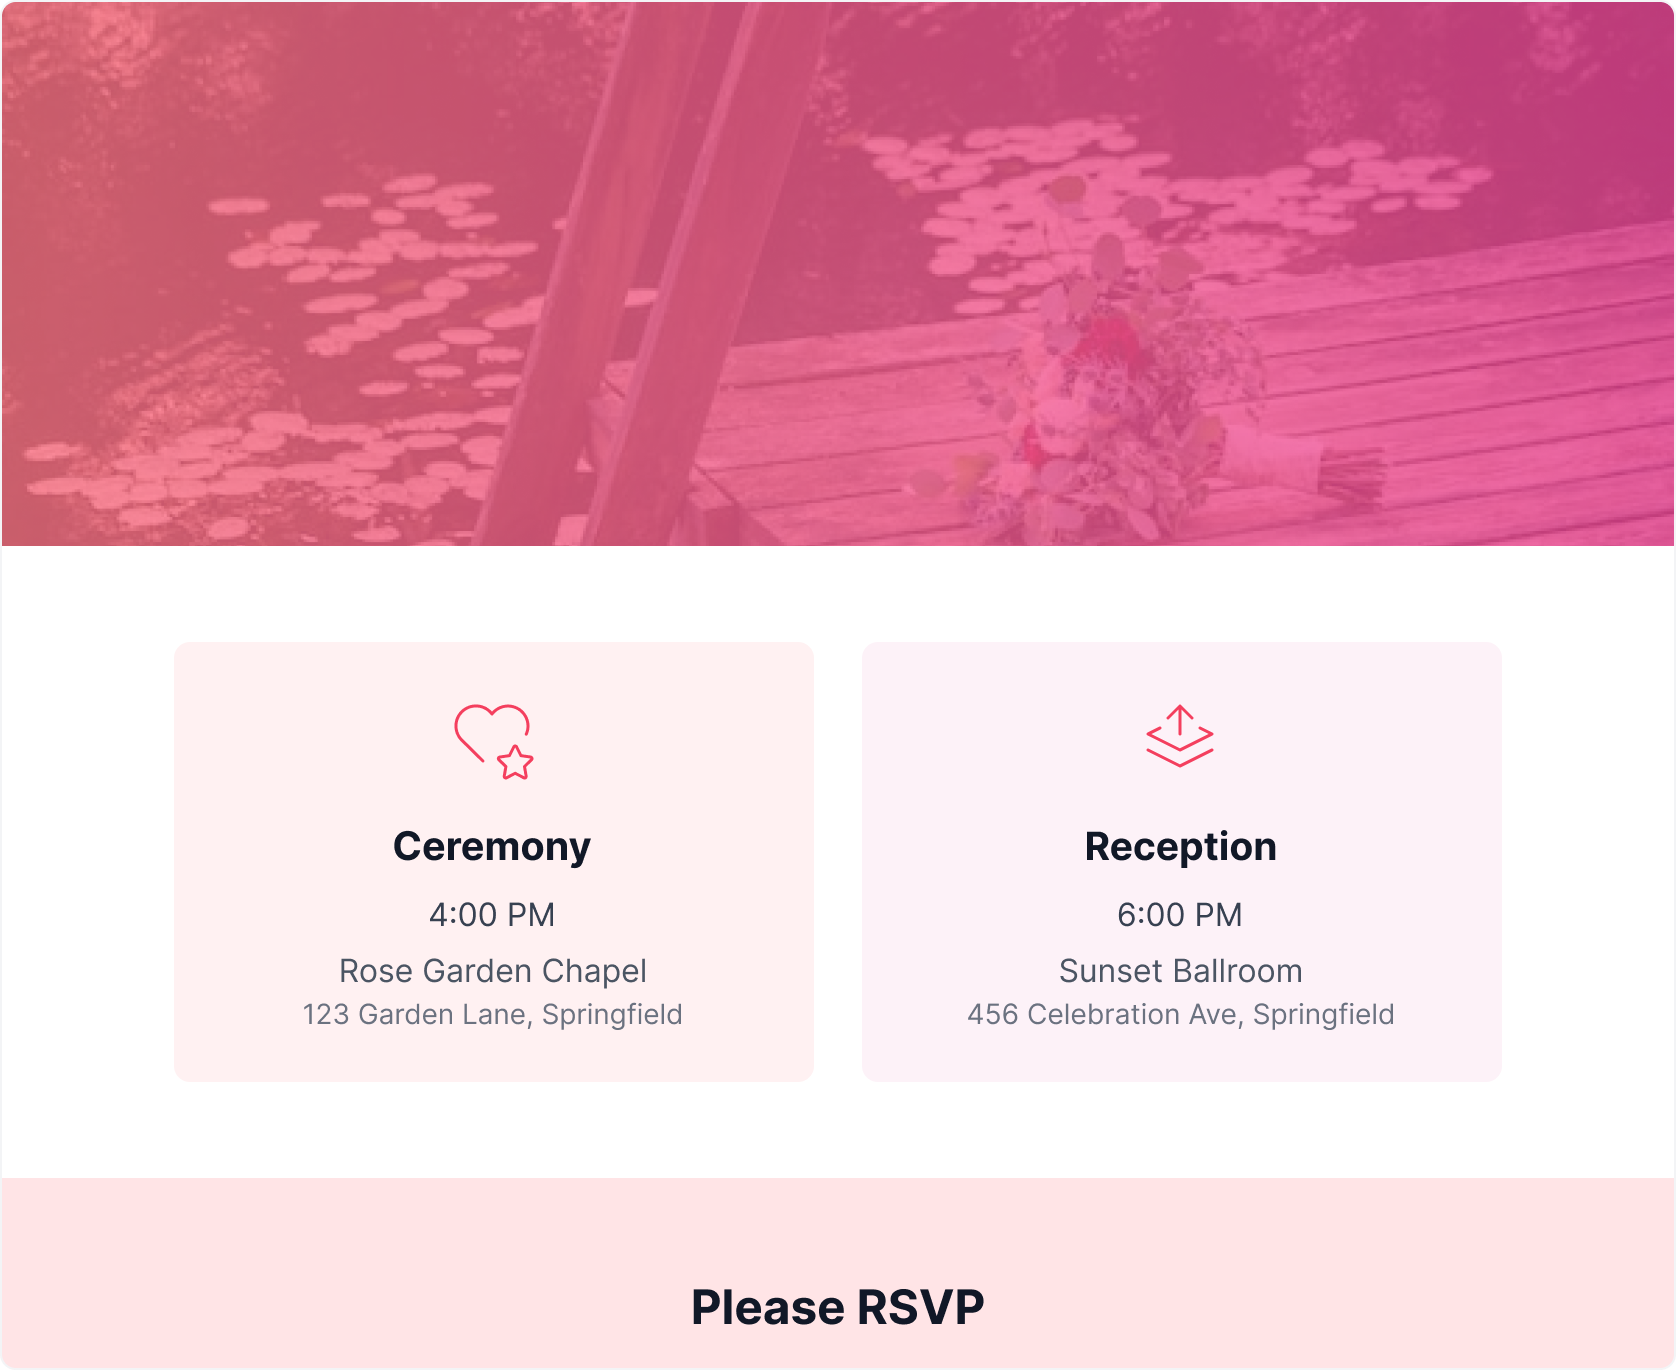 Ceremony
4:00 PM
Rose Garden Chapel
123 Garden Lane, Springfield
Reception
6:00 PM
Sunset Ballroom
456 Celebration Ave, Springfield
Please RSVP